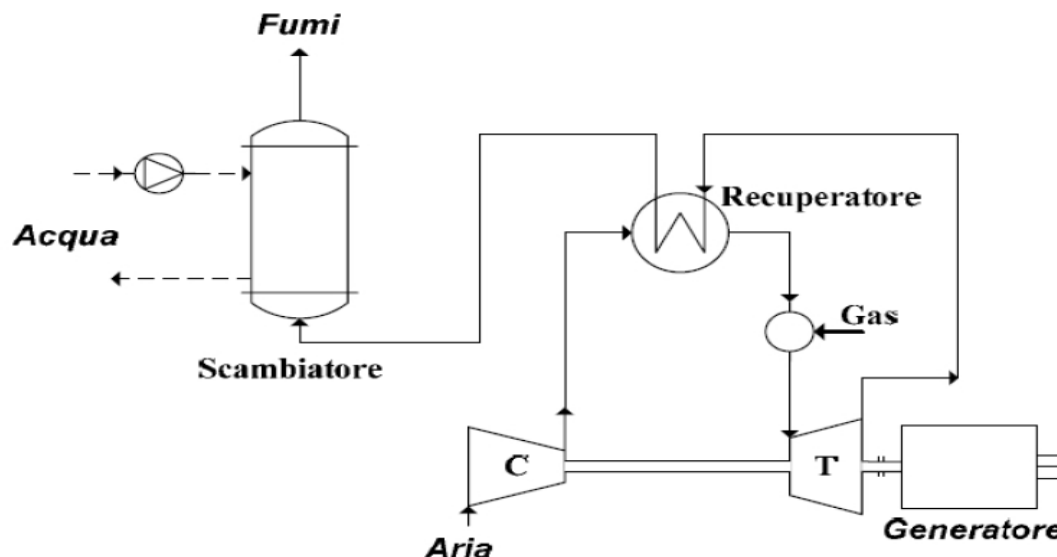 Fumi
Recuperatore
Acqua
Gas
Scambiatore
C
T
Generatore
Aria